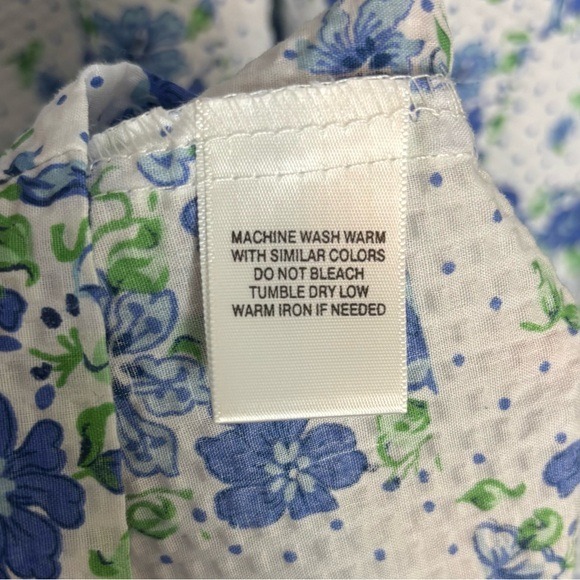 MACHINE WASH WARM
WITH SIMILAR COLORS
DO NOT BLEACH
TUMBLE DRY LOW
WARM IRON IF NEEDED